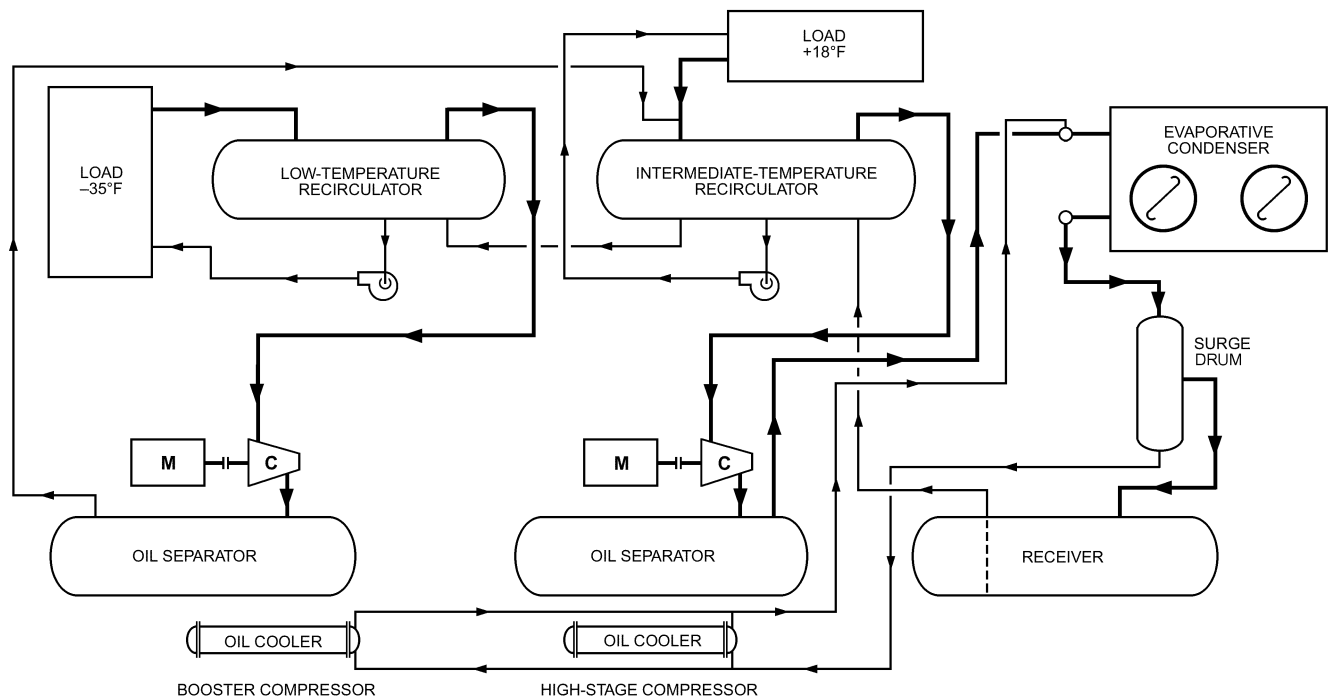 LOAD
+18°F
LOAD
–35°F
LOW-TEMPERATURE
RECIRCULATOR
INTERMEDIATE-TEMPERATURE
RECIRCULATOR
EVAPORATIVE
CONDENSER
SURGE
DRUM
M
C
M
C
OIL SEPARATOR
OIL SEPARATOR
RECEIVER
OIL COOLER
OIL COOLER
BOOSTER COMPRESSOR
HIGH-STAGE COMPRESSOR